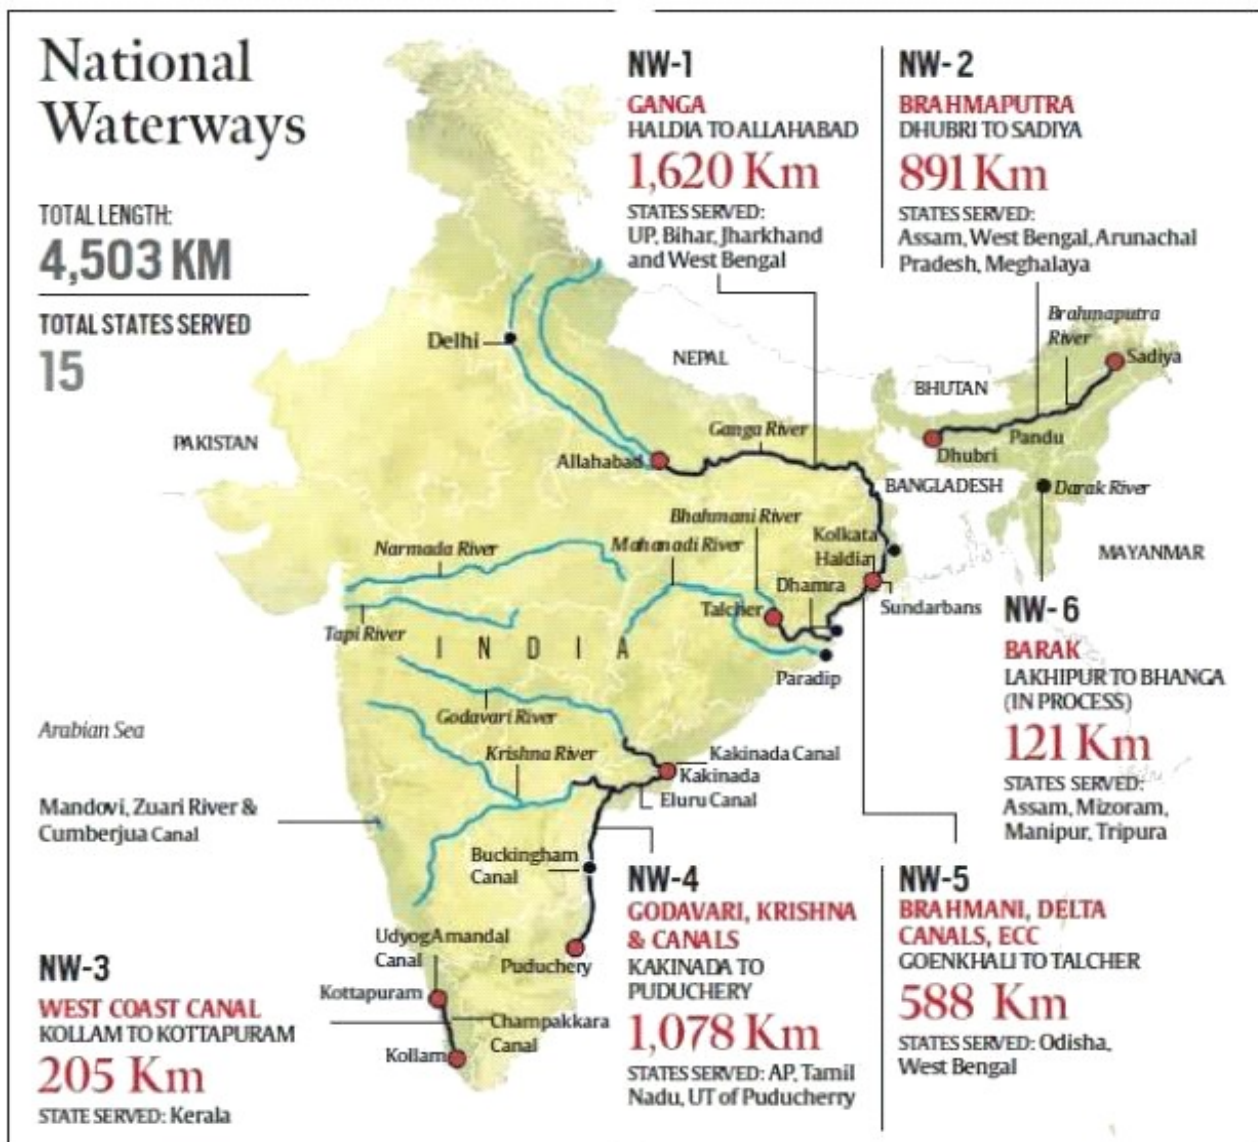 National
Waterways
TOTAL LENGTH:
4,503 KM
TOTAL STATES SERVED
15
NW-1
GANGA
HALDIA TO ALLAHABAD
1,620 Km
STATES SERVED:
UP, Bihar, Jharkhand
and West Bengal
NW-2
BRAHMAPUTRA
DHUBRI TO SADIYA
891 Km
STATES SERVED:
Assam, West Bengal, Arunachal
Pradesh, Meghalaya
Brahmaputra
River
Sadiya
Delhi
NEPAL
BHUTAN
PAKISTAN
Ganga River
Pandu
Dhubri
Allahabad
BANGLADESH
Darak River
Bhahmani River
Narmada River
Mahanadi River
Kolkata
Haldia
MAYANMAR
Dhamra
Talcher
Sundarbans
Tapi River
INDIA
Paradip
NW-6
BARAK
LAKHIPUR TO BHANGA
(IN PROCESS)
121 Km
STATES SERVED:
Assam, Mizoram,
Manipur, Tripura
Godavari River
Arabian Sea
Krishna River
Kakinada Canal
Kakinada
Eluru Canal
Mandovi, Zuari River &
Cumberjua Canal
Buckingham
Canal
UdyogAmandal
Canal
Puduchery
Kottapuram
Champakkara
Canal
Kollam
NW-3
WEST COAST CANAL
KOLLAM TO KOTTAPURAM
205 Km
STATE SERVED: Kerala
NW-4
GODAVARI, KRISHNA
& CANALS
KAKINADA TO
PUDUCHERY
1,078 Km
STATES SERVED: AP, Tamil
Nadu, UT of Puducherry
NW-5
BRAHMANI, DELTA
CANALS, ECC
GOENKHALI TO TALCHER
588 Km
STATES SERVED: Odisha,
West Bengal